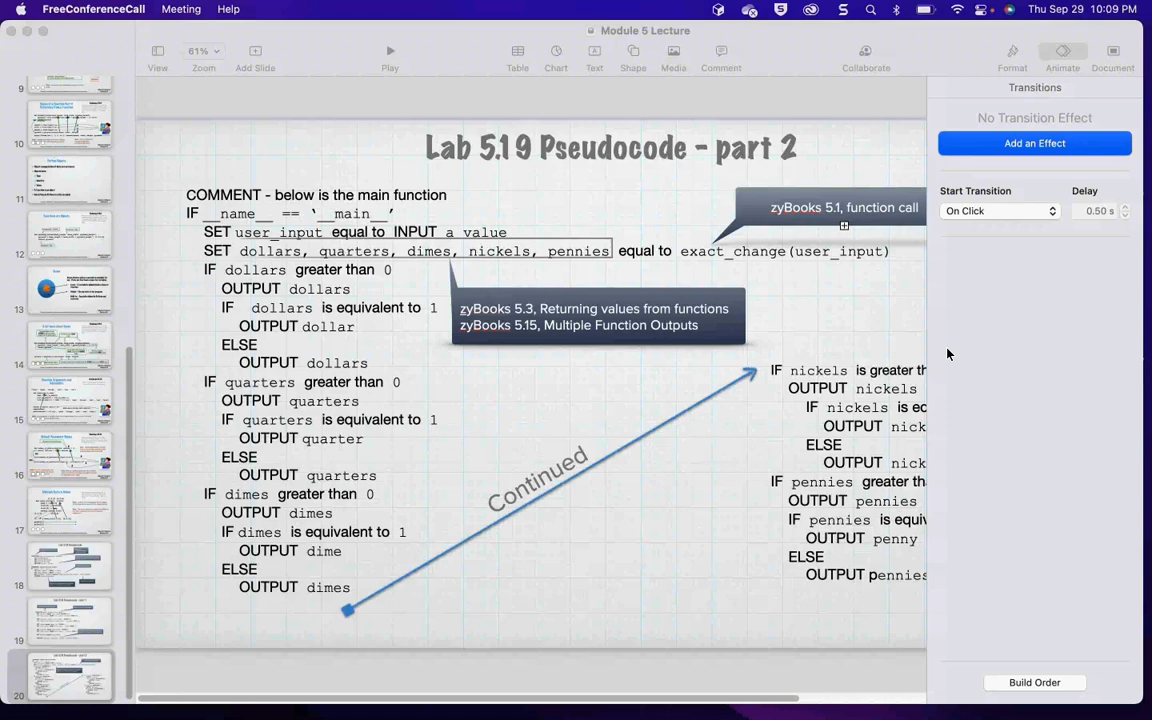 FreeConferenceCall Meeting Help Thu Sep 29 10:09 PM
Module 5 Lecture
61%
View Zoom Add Slide Play Table Chart Text Shape Media Comment Collaborate Format Animate Document
Transitions
No Transition Effect
Add an Effect
Start Transition Delay
On Click 0.50 s
Build Order
9
10
11
12
13
14
15
16
17
18
19
20
Lab 5.19 Pseudocode - part 2
COMMENT - below is the main function
IF __name__ == ‘__main__’
SET user_input equal to INPUT a value
SET dollars, quarters, dimes, nickels, pennies equal to exact_change(user_input)
zyBooks 5.1, function call
IF dollars greater than 0
OUTPUT dollars
IF dollars is equivalent to 1
OUTPUT dollar
ELSE
OUTPUT dollars
zyBooks 5.3, Returning values from functions
zyBooks 5.15, Multiple Function Outputs
IF quarters greater than 0
OUTPUT quarters
IF quarters is equivalent to 1
OUTPUT quarter
ELSE
OUTPUT quarters
IF dimes greater than 0
OUTPUT dimes
IF dimes is equivalent to 1
OUTPUT dime
ELSE
OUTPUT dimes
Continued
IF nickels is greater th
OUTPUT nickels
IF nickels is ec
OUTPUT nick
ELSE
OUTPUT nick
IF pennies greater tha
OUTPUT pennies
IF pennies is equiv
OUTPUT penny
ELSE
OUTPUT pennies